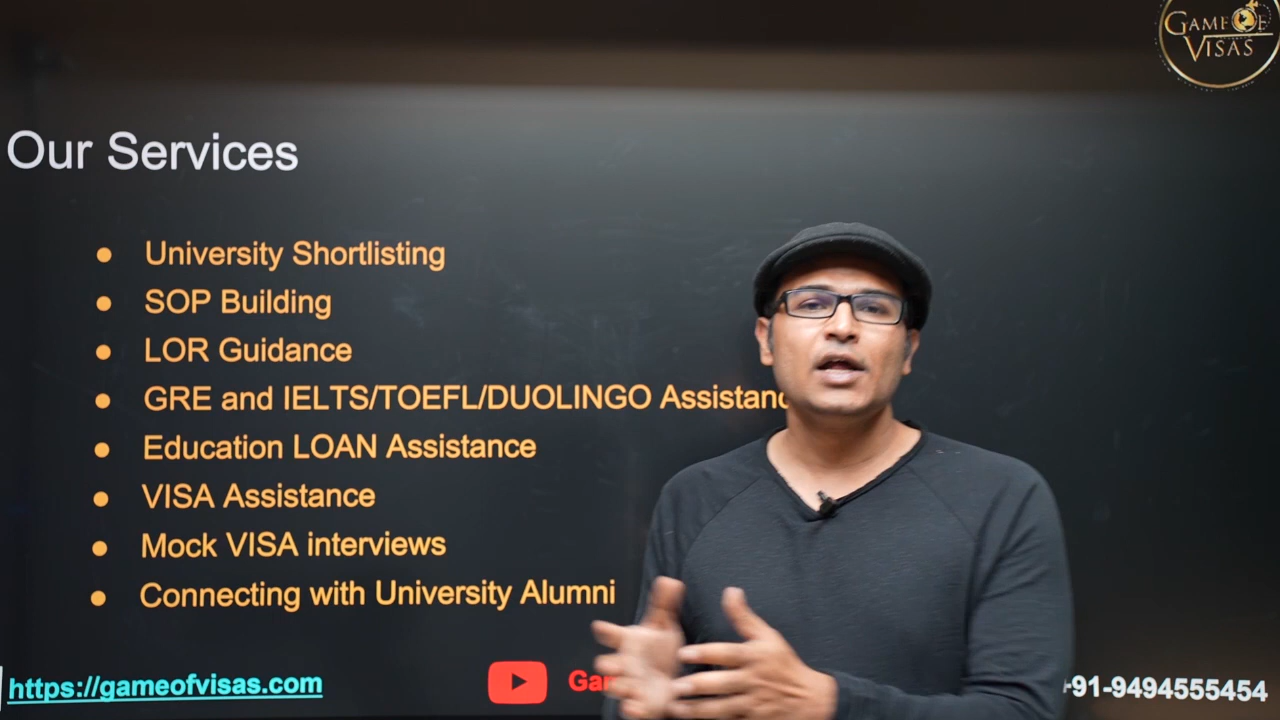 GAME OF
VISAS
Our Services
● University Shortlisting
● SOP Building
● LOR Guidance
● GRE and IELTS/TOEFL/DUOLINGO Assistanc
● Education LOAN Assistance
● VISA Assistance
● Mock VISA interviews
● Connecting with University Alumni
https://gameofvisas.com
+91-9494555454